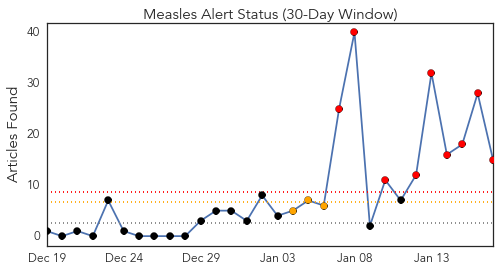 Measles Alert Status (30-Day Window)
Articles Found
40
30
20
10
0
Dec 19 Dec 24 Dec 29 Jan 03 Jan 08 Jan 13